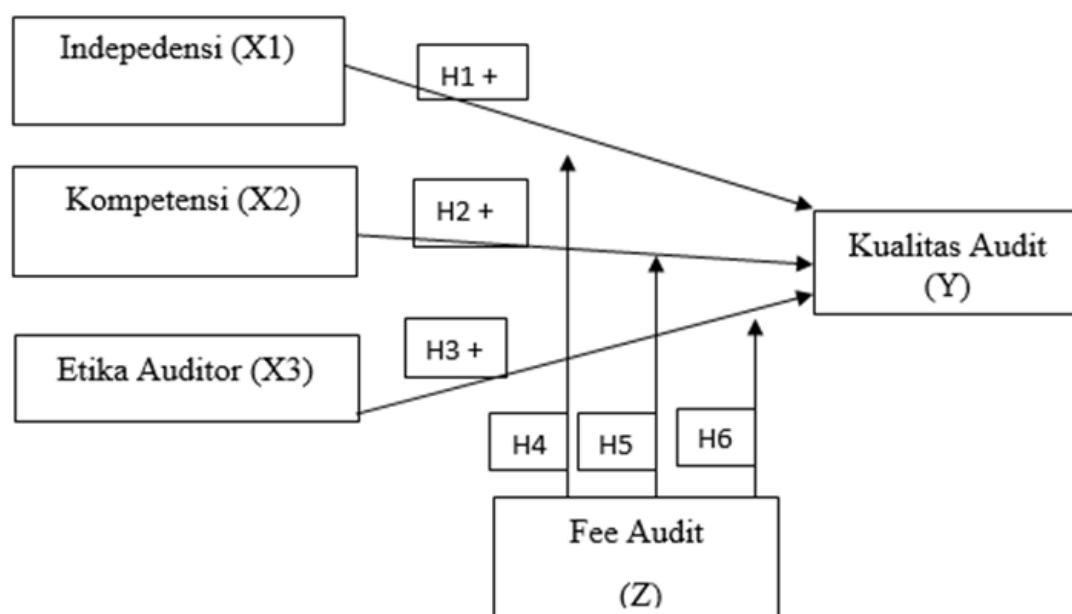 Indepedensi (X1)
H1 +
Kompetensi (X2)
H2 +
Kualitas Audit
(Y)
Etika Auditor (X3)
H3 +
H4
H5
H6
Fee Audit
(Z)